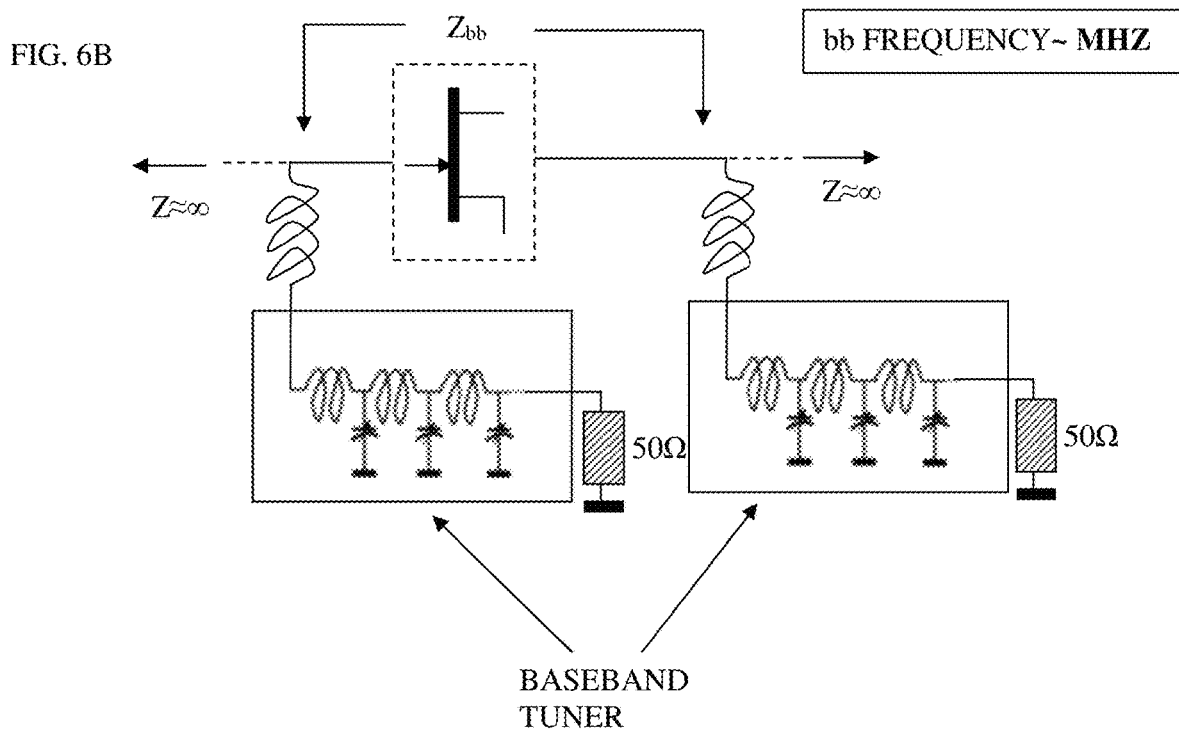 FIG. 6B
Zbb
bb FREQUENCY~ MHZ
Z≈∞
Z≈∞
50Ω
50Ω
BASEBAND
TUNER